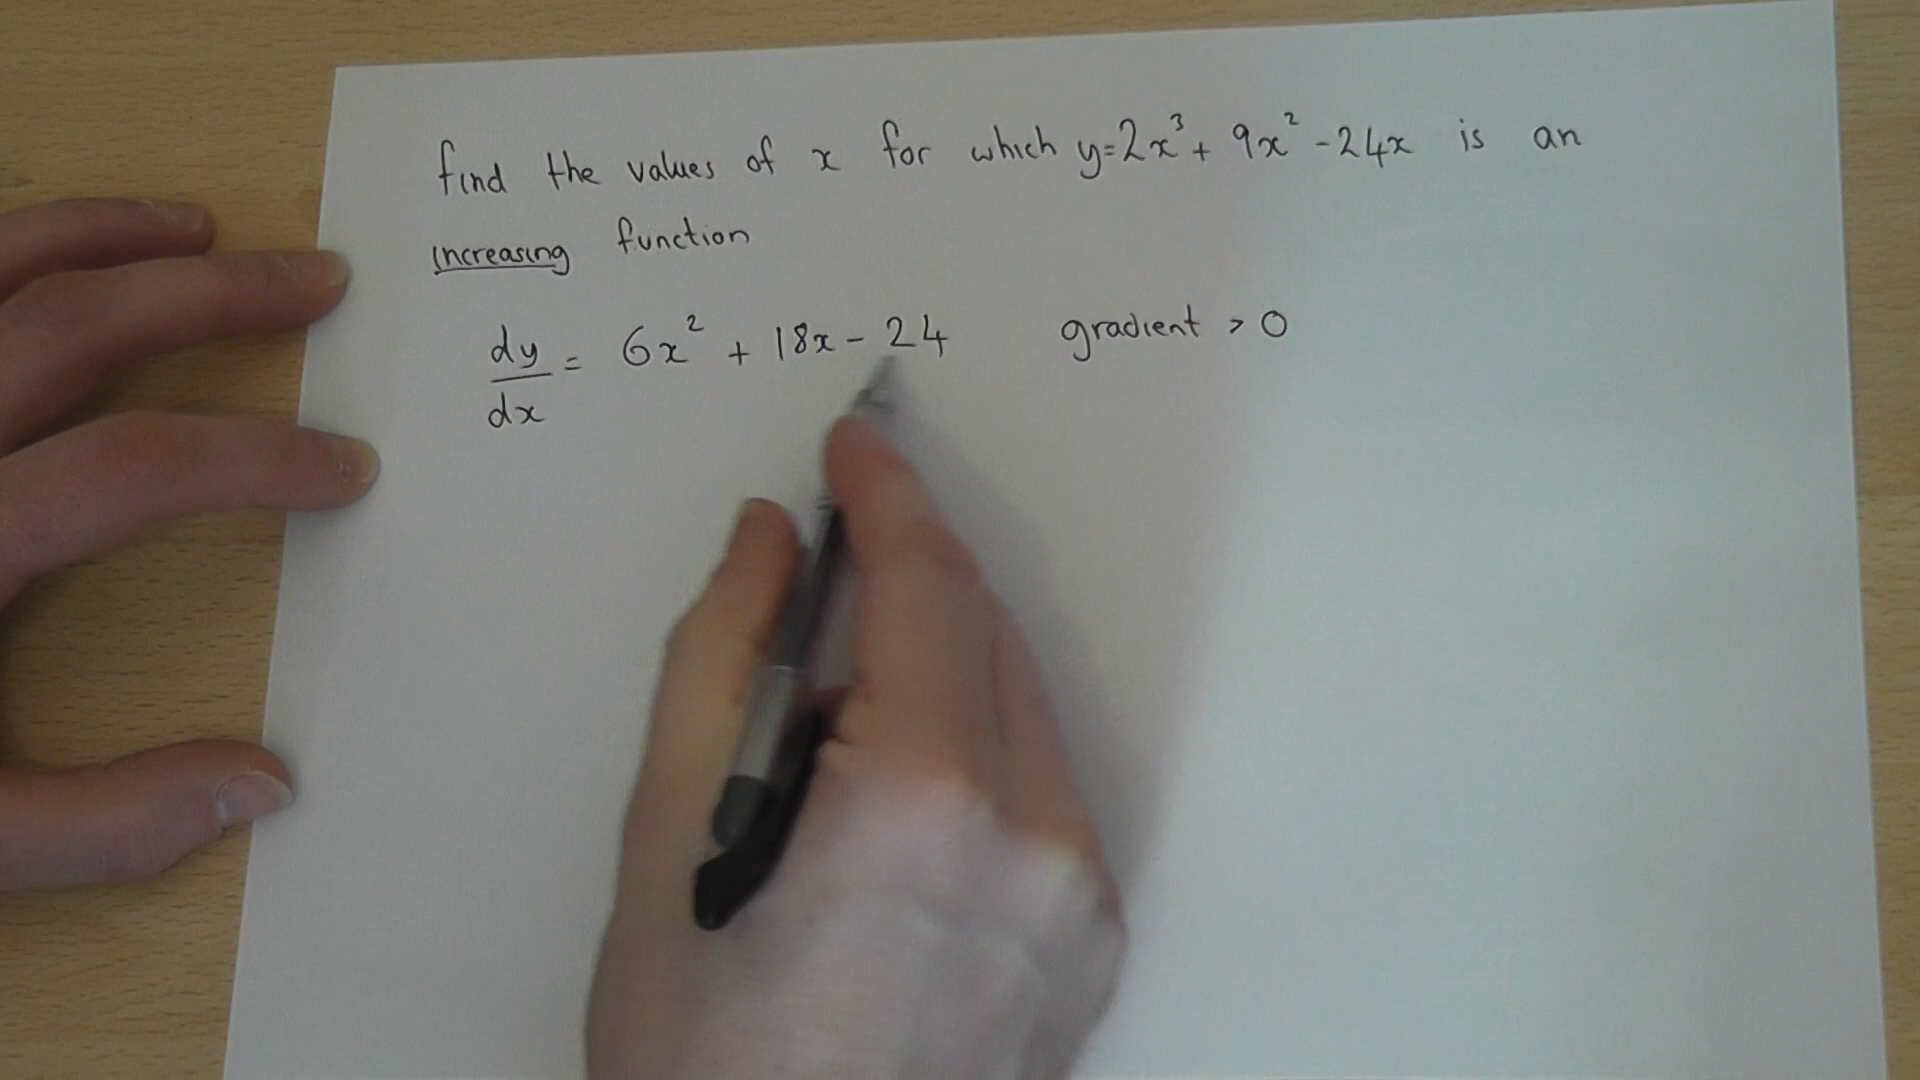 find the values of x for which y=2x³ + 9x² - 24x is an
increasing function
dy/dx = 6x² + 18x - 24 gradient > 0